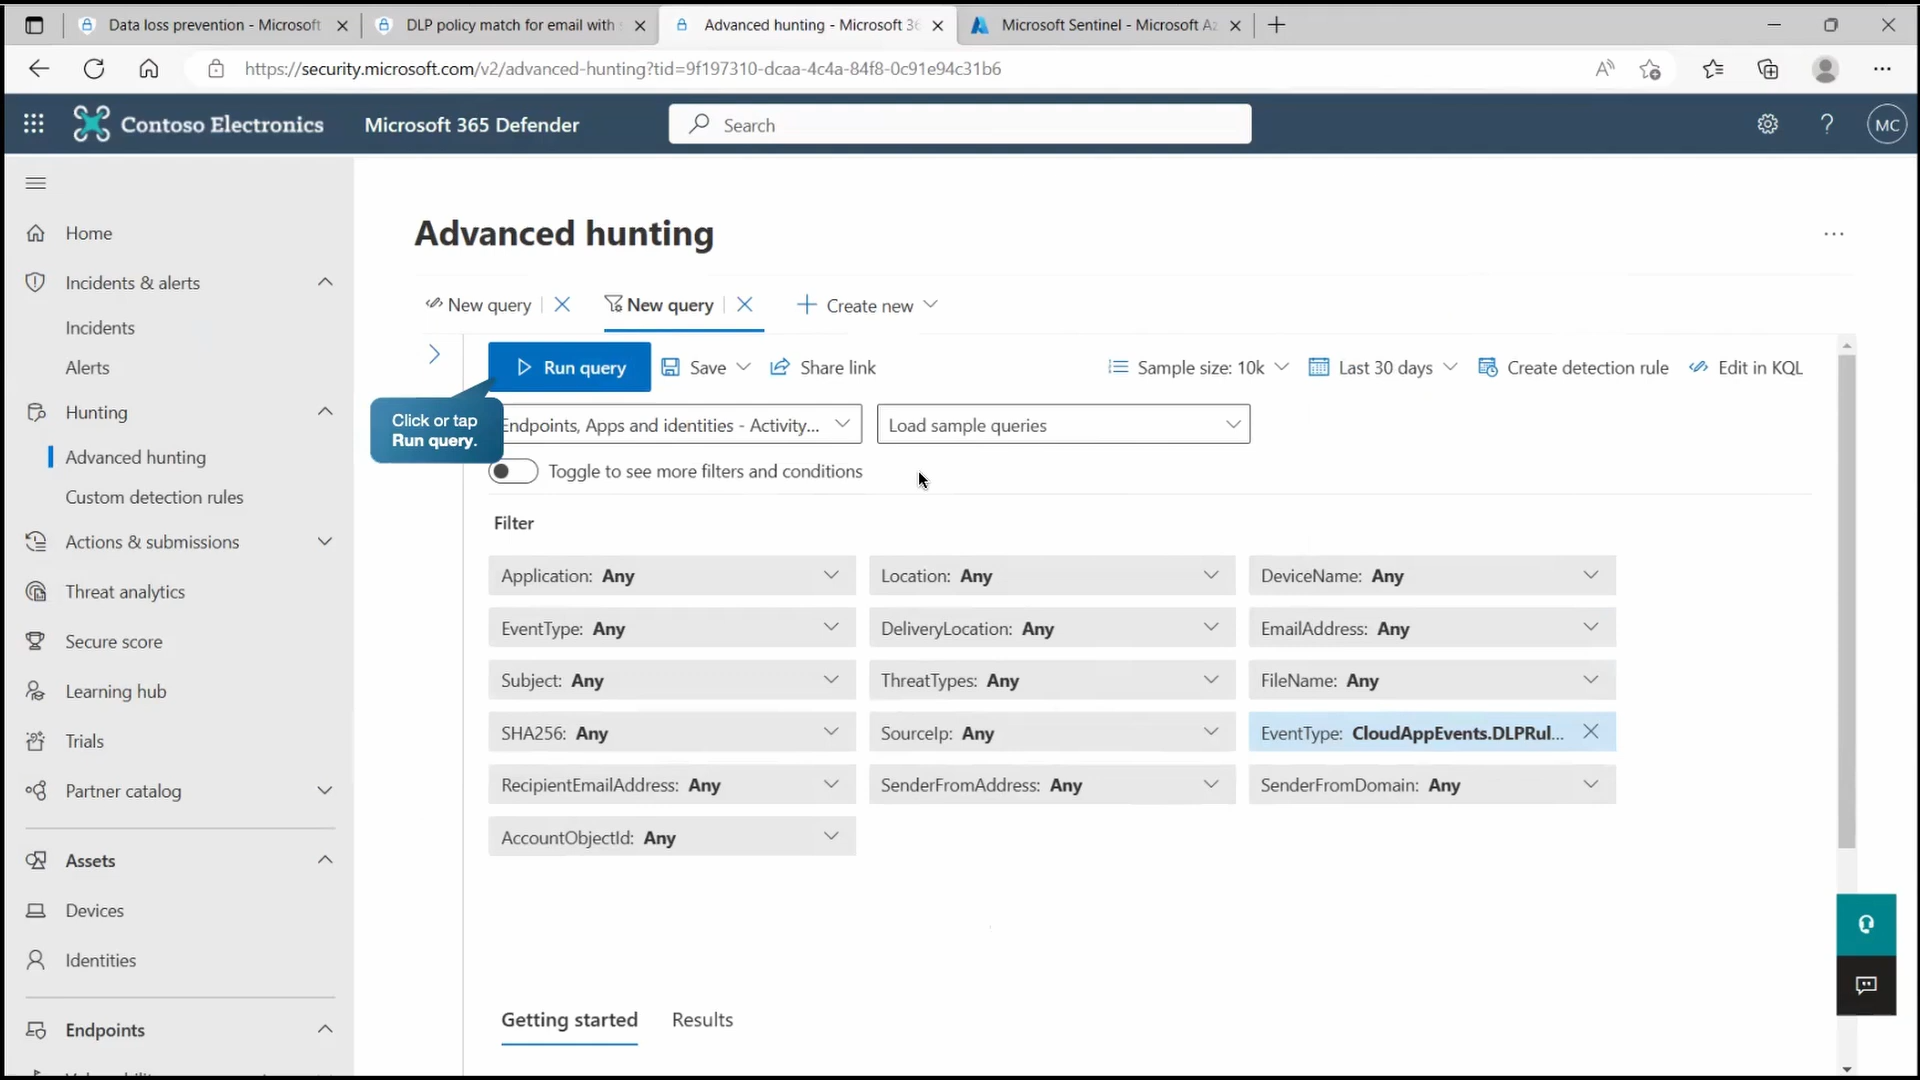 Data loss prevention - Microsoft
DLP policy match for email with
Advanced hunting - Microsoft 36
Microsoft Sentinel - Microsoft Az
https://security.microsoft.com/v2/advanced-hunting?tid=9f197310-dcaa-4c4a-84f8-0c91e94c31b6
Contoso Electronics
Microsoft 365 Defender
Search
MC
Home
Incidents & alerts
Incidents
Alerts
Hunting
Advanced hunting
Custom detection rules
Actions & submissions
Threat analytics
Secure score
Learning hub
Trials
Partner catalog
Assets
Devices
Identities
Endpoints
Advanced hunting
New query
New query
Create new
Run query
Save
Share link
Sample size: 10k
Last 30 days
Create detection rule
Edit in KQL
Click or tap
Run query.
Endpoints, Apps and identities - Activity...
Load sample queries
Toggle to see more filters and conditions
Filter
Application: Any
Location: Any
DeviceName: Any
EventType: Any
DeliveryLocation: Any
EmailAddress: Any
Subject: Any
ThreatTypes: Any
FileName: Any
SHA256: Any
SourceIp: Any
EventType: CloudAppEvents.DLPRul...
RecipientEmailAddress: Any
SenderFromAddress: Any
SenderFromDomain: Any
AccountObjectId: Any
Getting started
Results